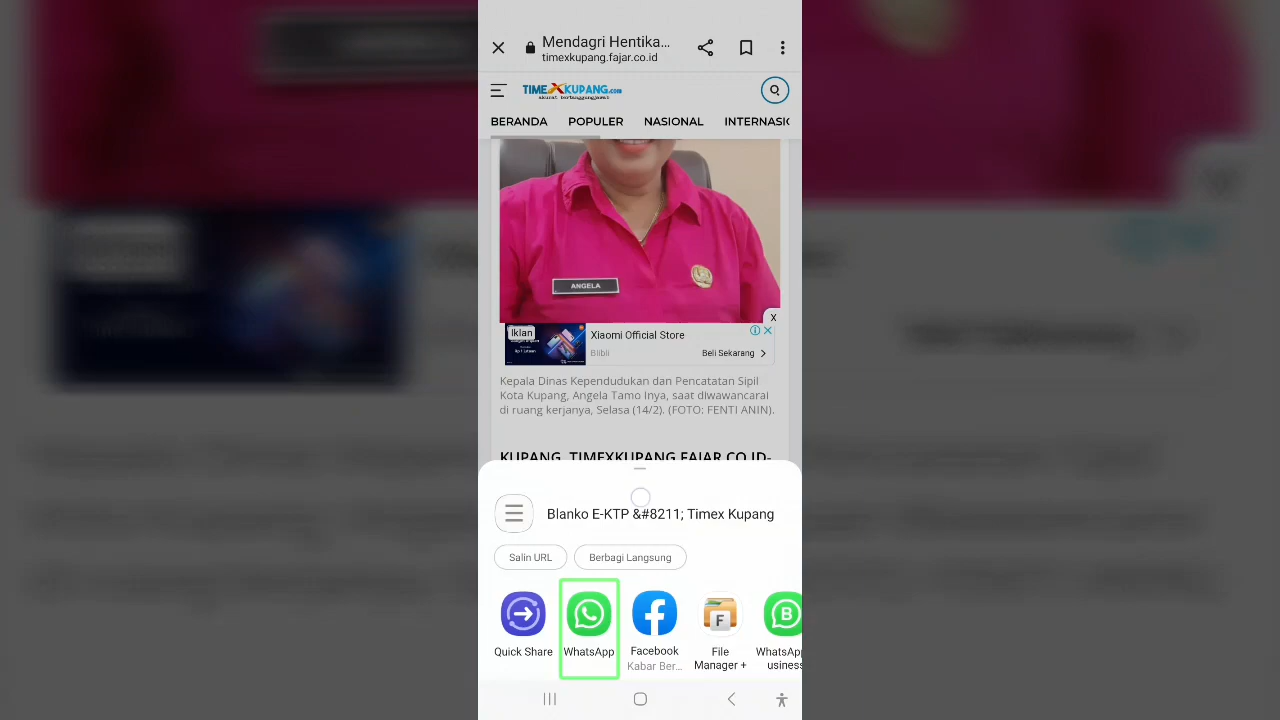 Mendagri Hentika...
timexkupang.fajar.co.id
TIMEXKUPANG.com
BERANDA POPULER NASIONAL INTERNASI
ANGELA
X
Iklan
Xiaomi Official Store
Blibli
Beli Sekarang
Kepala Dinas Kependudukan dan Pencatatan Sipil
Kota Kupang, Angela Tamo Inya, saat diwawancarai
di ruang kerjanya, Selasa (14/2). (FOTO: FENTI ANIN).
KUPANG, TIMEXKUPANG.FAJAR.CO.ID-
Blanko E-KTP &#8211; Timex Kupang
Salin URL
Berbagi Langsung
F
B
Quick Share
WhatsApp
Facebook
Kabar Ber...
File
Manager +
WhatsApp
usiness